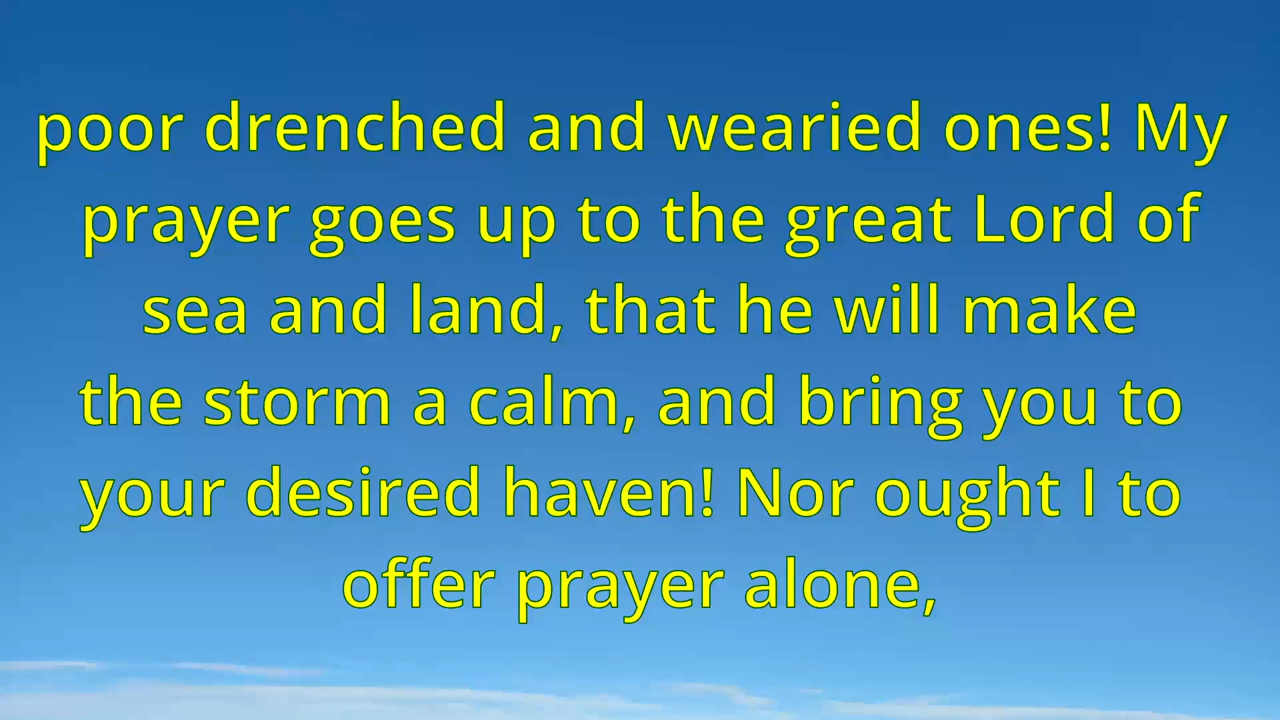 poor drenched and wearied ones! My
prayer goes up to the great Lord of
sea and land, that he will make
the storm a calm, and bring you to
your desired haven! Nor ought I to
offer prayer alone,